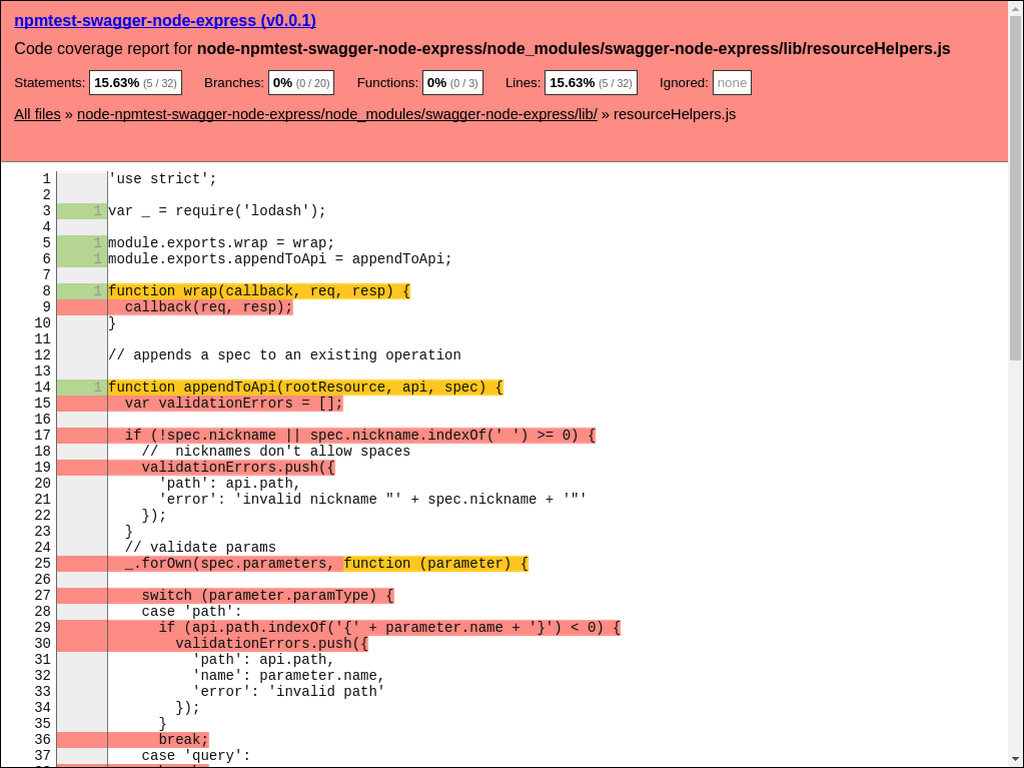 npmtest-swagger-node-express (v0.0.1)
Code coverage report for node-npmtest-swagger-node-express/node_modules/swagger-node-express/lib/resourceHelpers.js
Statements: 15.63% (5 / 32) Branches: 0% (0 / 20) Functions: 0% (0 / 3) Lines: 15.63% (5 / 32) Ignored: none
All files » node-npmtest-swagger-node-express/node_modules/swagger-node-express/lib/ » resourceHelpers.js
1 'use strict';
2
3 1 var _ = require('lodash');
4
5 1 module.exports.wrap = wrap;
6 1 module.exports.appendToApi = appendToApi;
7
8 1 function wrap(callback, req, resp) {
9 callback(req, resp);
10 }
11
12 // appends a spec to an existing operation
13
14 1 function appendToApi(rootResource, api, spec) {
15 var validationErrors = [];
16
17 if (!spec.nickname || spec.nickname.indexOf(' ') >= 0) {
18 //  nicknames don't allow spaces
19 validationErrors.push({
20 'path': api.path,
21 'error': 'invalid nickname "' + spec.nickname + '"'
22 });
23 }
24 // validate params
25 _.forOwn(spec.parameters, function (parameter) {
26
27 switch (parameter.paramType) {
28 case 'path':
29 if (api.path.indexOf('{' + parameter.name + '}') < 0) {
30 validationErrors.push({
31 'path': api.path,
32 'name': parameter.name,
33 'error': 'invalid path'
34 });
35 }
36 break;
37 case 'query':